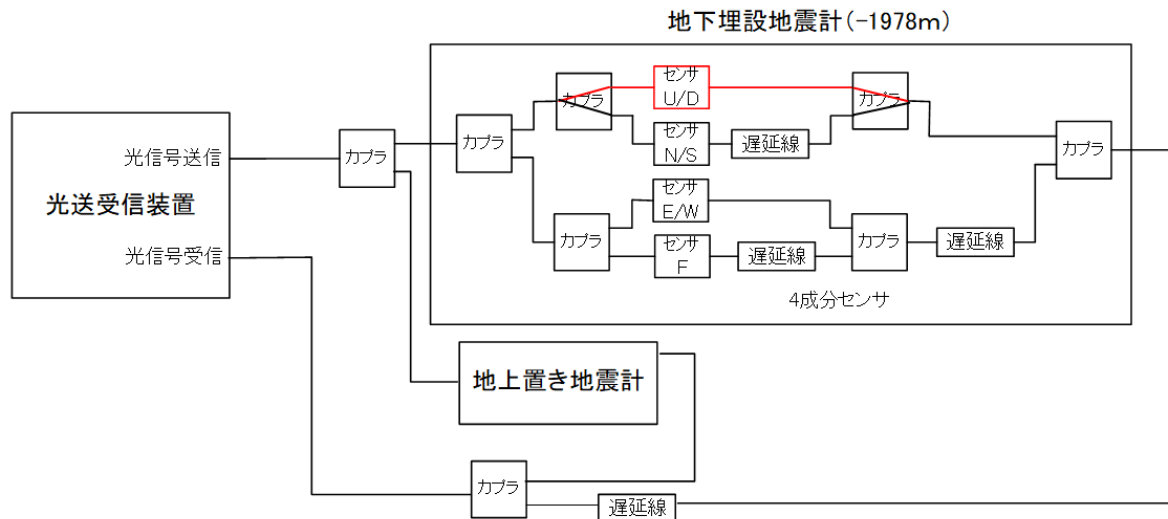 地下埋設地震計(-1978m)
センサ
U/D
カプラ
カプラ
光信号送信
カプラ
カプラ
センサ
N/S
遅延線
カプラ
光送受信装置
センサ
E/W
光信号受信
カプラ
センサ
F
遅延線
カプラ
遅延線
4成分センサ
地上置き地震計
カプラ
遅延線